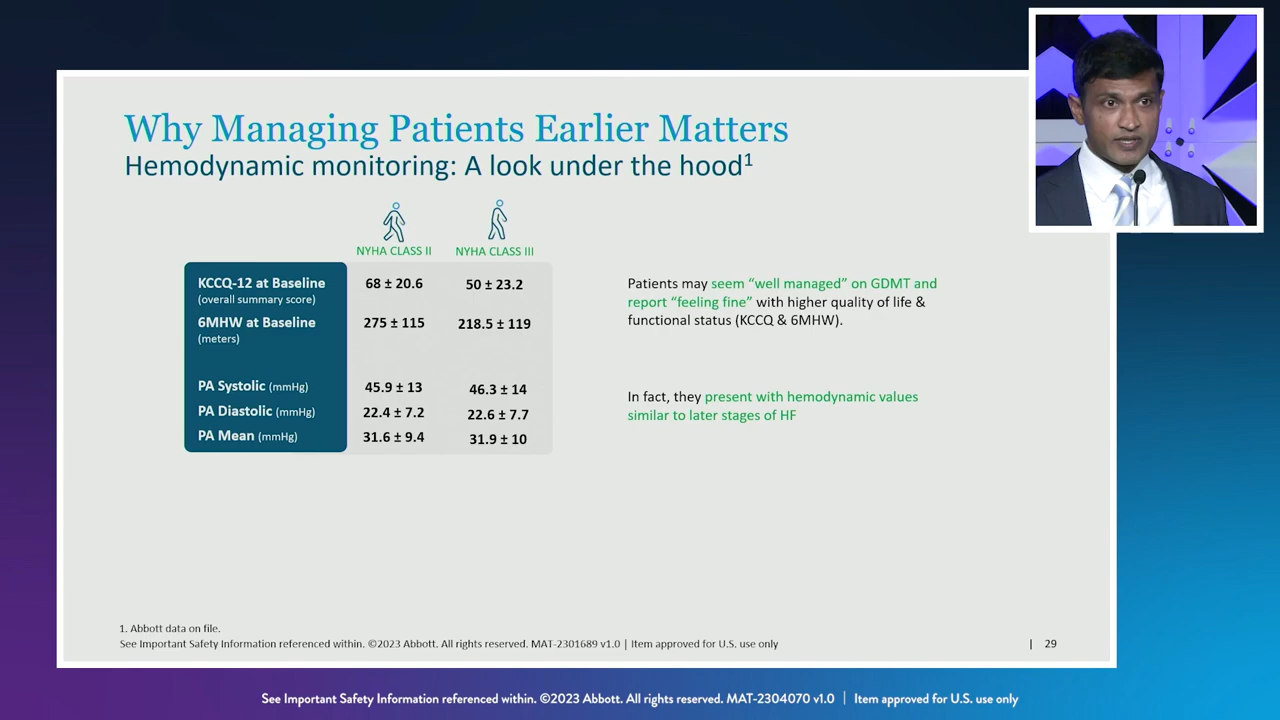 Why Managing Patients Earlier Matters
Hemodynamic monitoring: A look under the hood1
NYHA CLASS II NYHA CLASS III
KCCQ-12 at Baseline 68 ± 20.6 50 ± 23.2
(overall summary score)
6MHW at Baseline 275 ± 115 218.5 ± 119
(meters)
PA Systolic (mmHg) 45.9 ± 13 46.3 ± 14
PA Diastolic (mmHg) 22.4 ± 7.2 22.6 ± 7.7
PA Mean (mmHg) 31.6 ± 9.4 31.9 ± 10
Patients may seem “well managed” on GDMT and
report “feeling fine” with higher quality of life &
functional status (KCCQ & 6MHW).
In fact, they present with hemodynamic values
similar to later stages of HF
1. Abbott data on file.
See Important Safety Information referenced within. ©2023 Abbott. All rights reserved. MAT-2301689 v1.0 | Item approved for U.S. use only
| 29
See Important Safety Information referenced within. ©2023 Abbott. All rights reserved. MAT-2304070 v1.0 | Item approved for U.S. use only